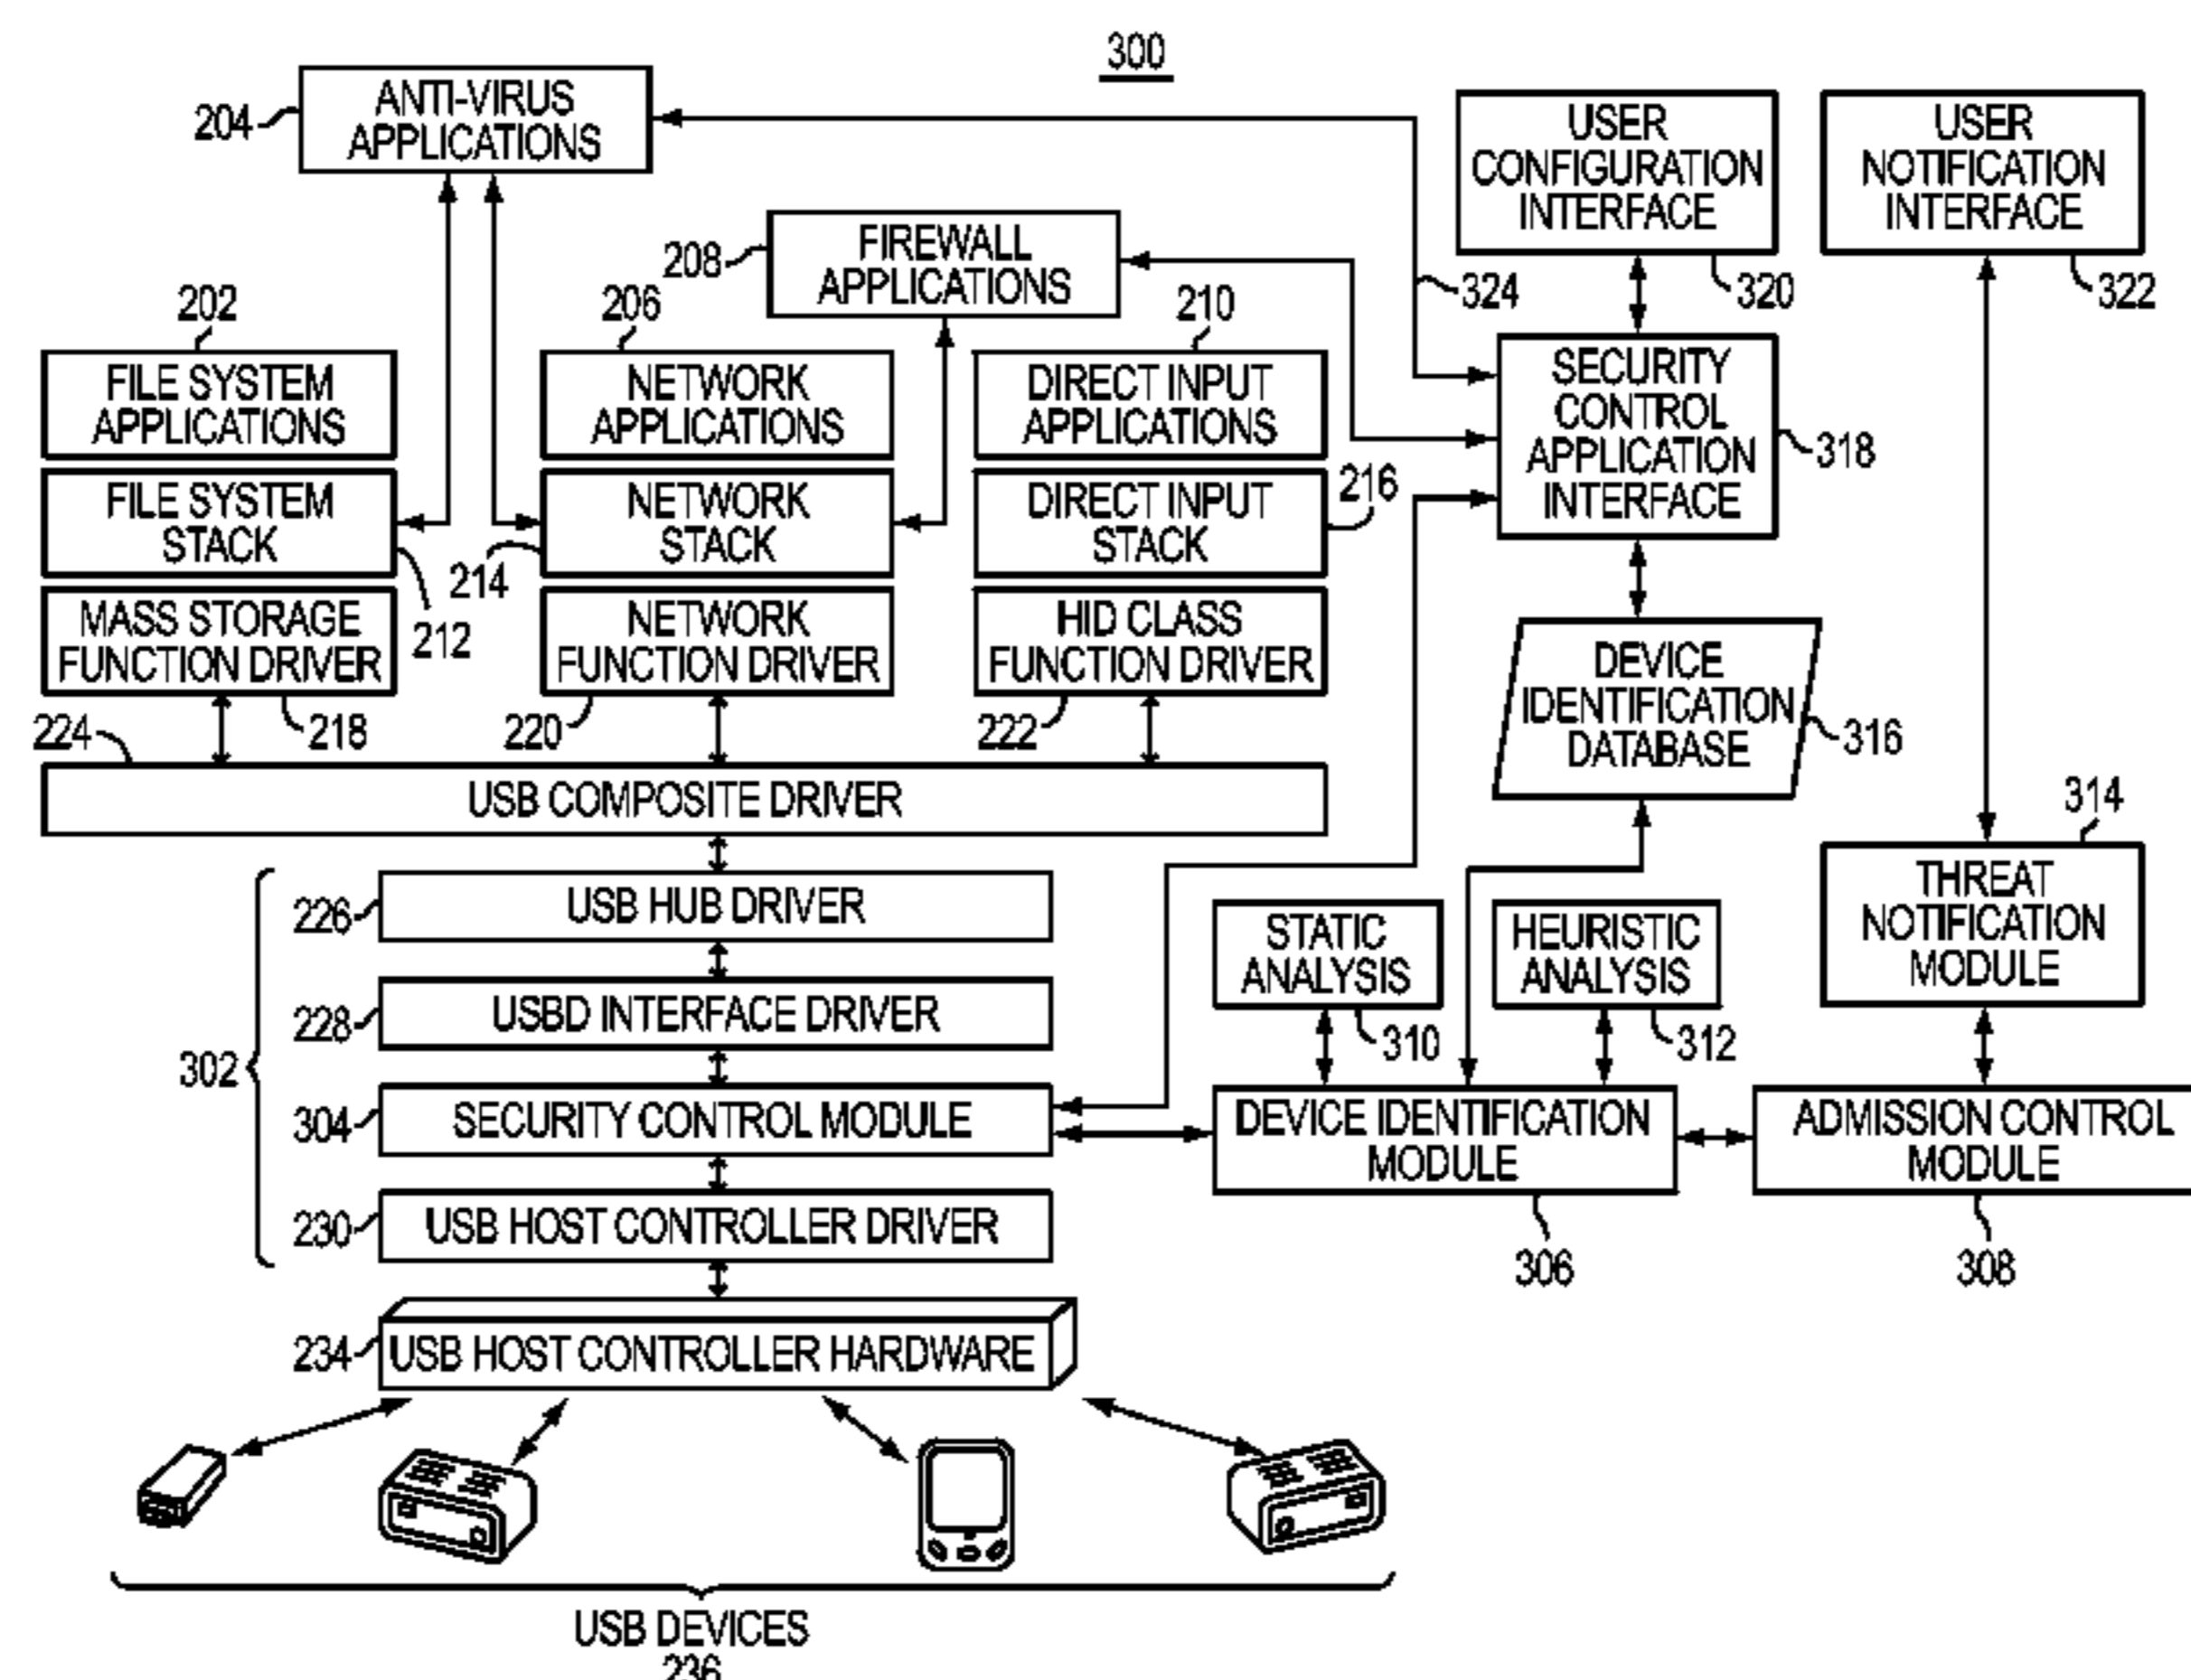 300
204
ANTI-VIRUS
APPLICATIONS
USER
CONFIGURATION
INTERFACE
320
USER
NOTIFICATION
INTERFACE
322
208
FIREWALL
APPLICATIONS
324
202
FILE SYSTEM
APPLICATIONS
206
NETWORK
APPLICATIONS
210
DIRECT INPUT
APPLICATIONS
SECURITY
CONTROL
APPLICATION
INTERFACE
318
FILE SYSTEM
STACK
212
214
NETWORK
STACK
DIRECT INPUT
STACK
216
MASS STORAGE
FUNCTION DRIVER
218
NETWORK
FUNCTION DRIVER
220
HID CLASS
FUNCTION DRIVER
222
DEVICE
IDENTIFICATION
DATABASE
316
224
USB COMPOSITE DRIVER
314
THREAT
NOTIFICATION
MODULE
302
226
USB HUB DRIVER
STATIC
ANALYSIS
310
HEURISTIC
ANALYSIS
312
228
USBD INTERFACE DRIVER
304
SECURITY CONTROL MODULE
DEVICE IDENTIFICATION
MODULE
306
ADMISSION CONTROL
MODULE
308
230
USB HOST CONTROLLER DRIVER
234
USB HOST CONTROLLER HARDWARE
USB DEVICES
236